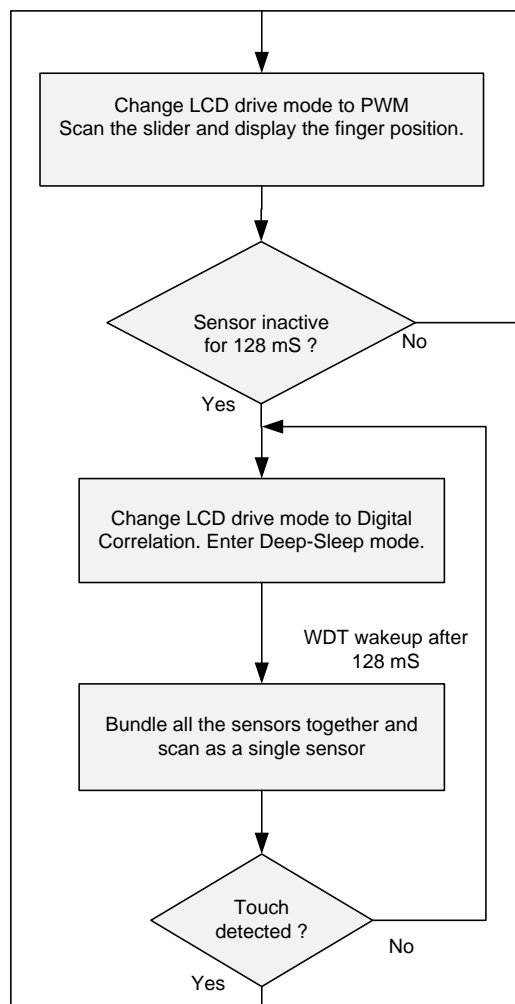 Change LCD drive mode to PWM
Scan the slider and display the finger position.
Sensor inactive
for 128 mS ?
No
Yes
Change LCD drive mode to Digital
Correlation. Enter Deep-Sleep mode.
WDT wakeup after
128 mS
Bundle all the sensors together and
scan as a single sensor
Touch
detected ?
No
Yes